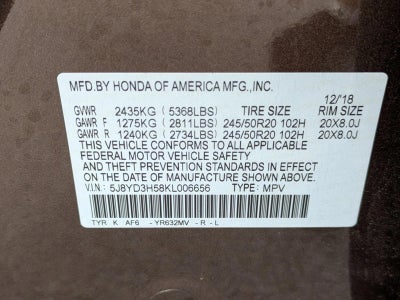 MFD.BY HONDA OF AMERICA MFG.,INC.
12/'18
GVWR 2435KG (5368LBS) TIRE SIZE RIM SIZE
GAWR F 1275KG (2811LBS) 245/50R20 102H 20X8.0J
GAWR R 1240KG (2734LBS) 245/50R20 102H 20X8.0J
THIS VEHICLE CONFORMS TO ALL APPLICABLE
FEDERAL MOTOR VEHICLE SAFETY
AND THEFT PREVENTION STANDARDS IN EFFECT ON
THE DATE OF MANUFACTURE SHOWN ABOVE.
V.I.N: 5J8YD3H58KL006656 TYPE: MPV
TYR K AF6 -YR632MV -R-L